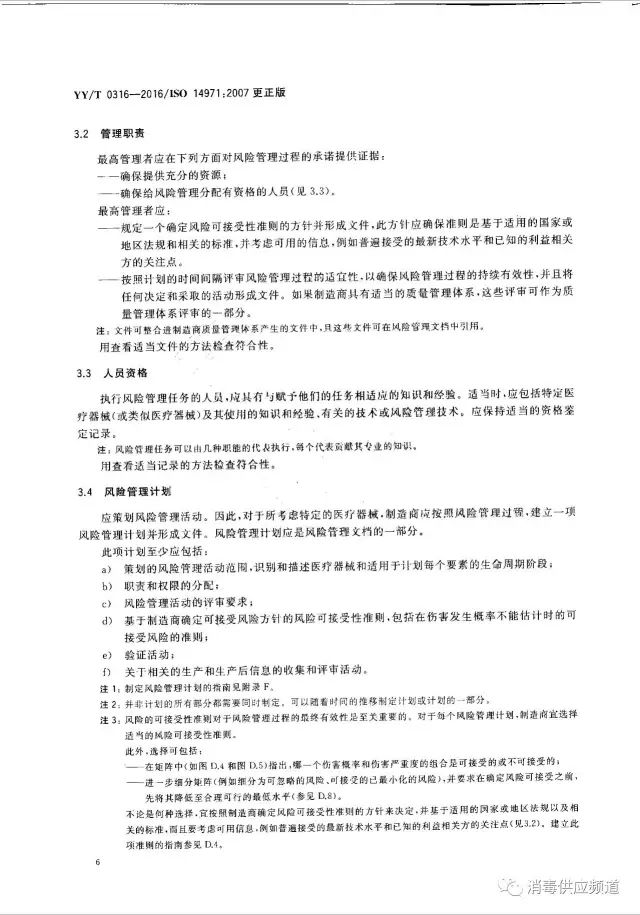 YY/T 0316—2016/ISO 14971:2007 更正版
3.2 管理职责
最高管理者应在下列方面对风险管理过程的承诺提供证据:
——确保提供充分的资源;
——确保给风险管理分配有资格的人员(见 3.3)。
最高管理者应:
——规定一个确定风险可接受性准则的方针并形成文件,此方针应确保准则是基于适用的国家或
地区法规和相关的标准,并考虑可用的信息,例如普遍接受的最新技术水平和已知的利益相关
方的关注点。
——按照计划的时间间隔评审风险管理过程的适宜性,以确保风险管理过程的持续有效性,并且将
任何决定和采取的活动形成文件。如果制造商具有适当的质量管理体系,这些评审可作为质
量管理体系评审的一部分。
注:文件可整合进制造商质量管理体系产生的文件中,且这些文件可在风险管理文档中引用。
用查看适当文件的方法检查符合性。
3.3 人员资格
执行风险管理任务的人员,应具有与赋予他们的任务相适应的知识和经验。适当时,应包括特定医
疗器械(或类似医疗器械)及其使用的知识和经验、有关的技术或风险管理技术。应保持适当的资格鉴
定记录。
注:风险管理任务可以由几种职能的代表执行,每个代表贡献其专业的知识。
用查看适当记录的方法检查符合性。
3.4 风险管理计划
应策划风险管理活动。因此,对于所考虑特定的医疗器械,制造商应按照风险管理过程,建立一项
风险管理计划并形成文件。风险管理计划应是风险管理文档的一部分。
此项计划至少应包括:
a) 策划的风险管理活动范围,识别和描述医疗器械和适用于计划每个要素的生命周期阶段;
b) 职责和权限的分配;
c) 风险管理活动的评审要求;
d) 基于制造商确定可接受风险方针的风险可接受性准则,包括在伤害发生概率不能估计时的可
接受风险的准则;
e) 验证活动;
f) 关于相关的生产和生产后信息的收集和评审活动。
注 1:制定风险管理计划的指南见附录 F。
注 2:并非计划的所有部分都需要同时制定。可以随着时间的推移制定计划或计划的一部分。
注 3:风险的可接受性准则对于风险管理过程的最终有效性是至关重要的。对于每个风险管理计划,制造商宜选择
适当的风险可接受性准则。
此外,选择可包括:
——在矩阵中(如图 D.4 和图 D.5)指出,哪一个伤害概率和伤害严重度的组合是可接受的或不可接受的;
——进一步细分矩阵(例如细分为可忽略的风险、可接受的已最小化的风险),并要求在确定风险可接受之前,
先将其降低至合理可行的最低水平(参见 D.8)。
不论是何种选择,宜按照制造商确定风险可接受性准则的方针来决定,并基于适用的国家或地区法规以及相
关的标准,而且要考虑可用信息,例如普遍接受的最新技术水平和已知的利益相关方的关注点(见3.2)。建立此
项准则的指南参见 D.4。
6
消毒供应频道